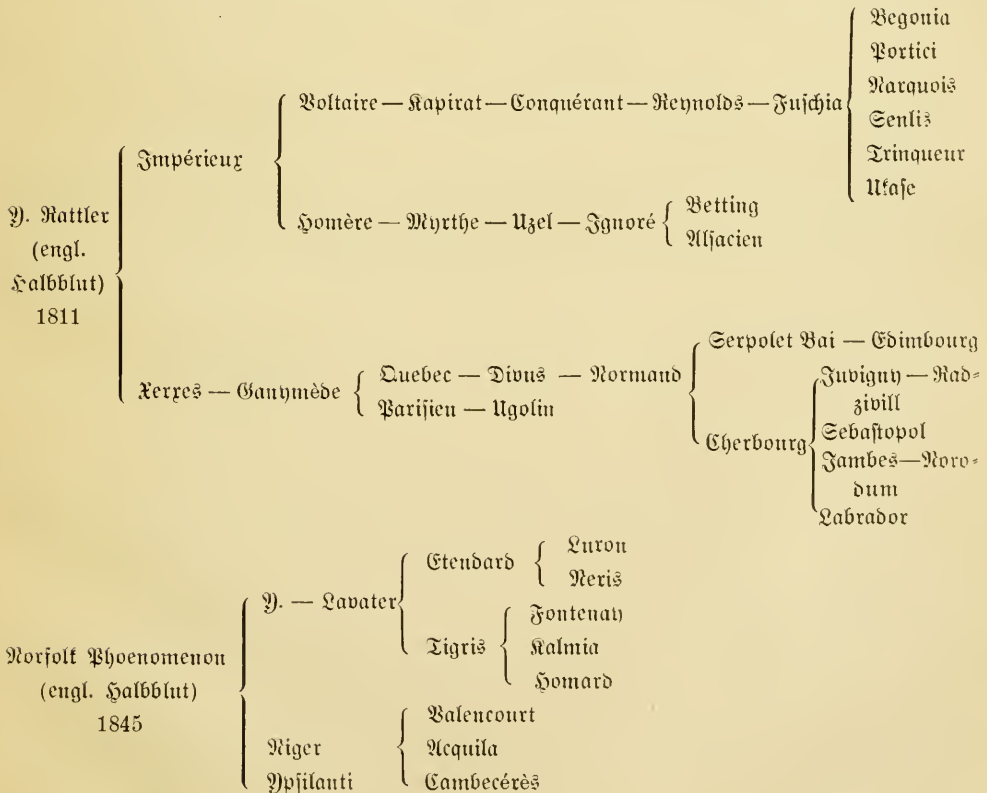 Begonia
Portici
Narquois
Senlis
Trinqueur
Ukase
Voltaire — Kapirat — Conquérant — Reynolds — Fuschia
Impérieux
Homère — Myrthe — Uzel — Ignoré
Betting
Alsacien
Y. Rattler
(engl.
Halbblut)
1811
Xerxes — Ganymède
Quebec — Divus — Normand
Parisien — Ugolin
Serpolet Bai — Edimbourg
Cherbourg
Juvigny — Rad-
zivill
Sebastopol
Jambes — Noro-
dum
Labrador
Norfolk Phoenomenon
(engl. Halbblut)
1845
Y. — Lavater
Etendard
Luron
Neris
Tigris
Fontenay
Kalmia
Homard
Niger
Ypsilanti
Valencourt
Acquila
Cambecérès